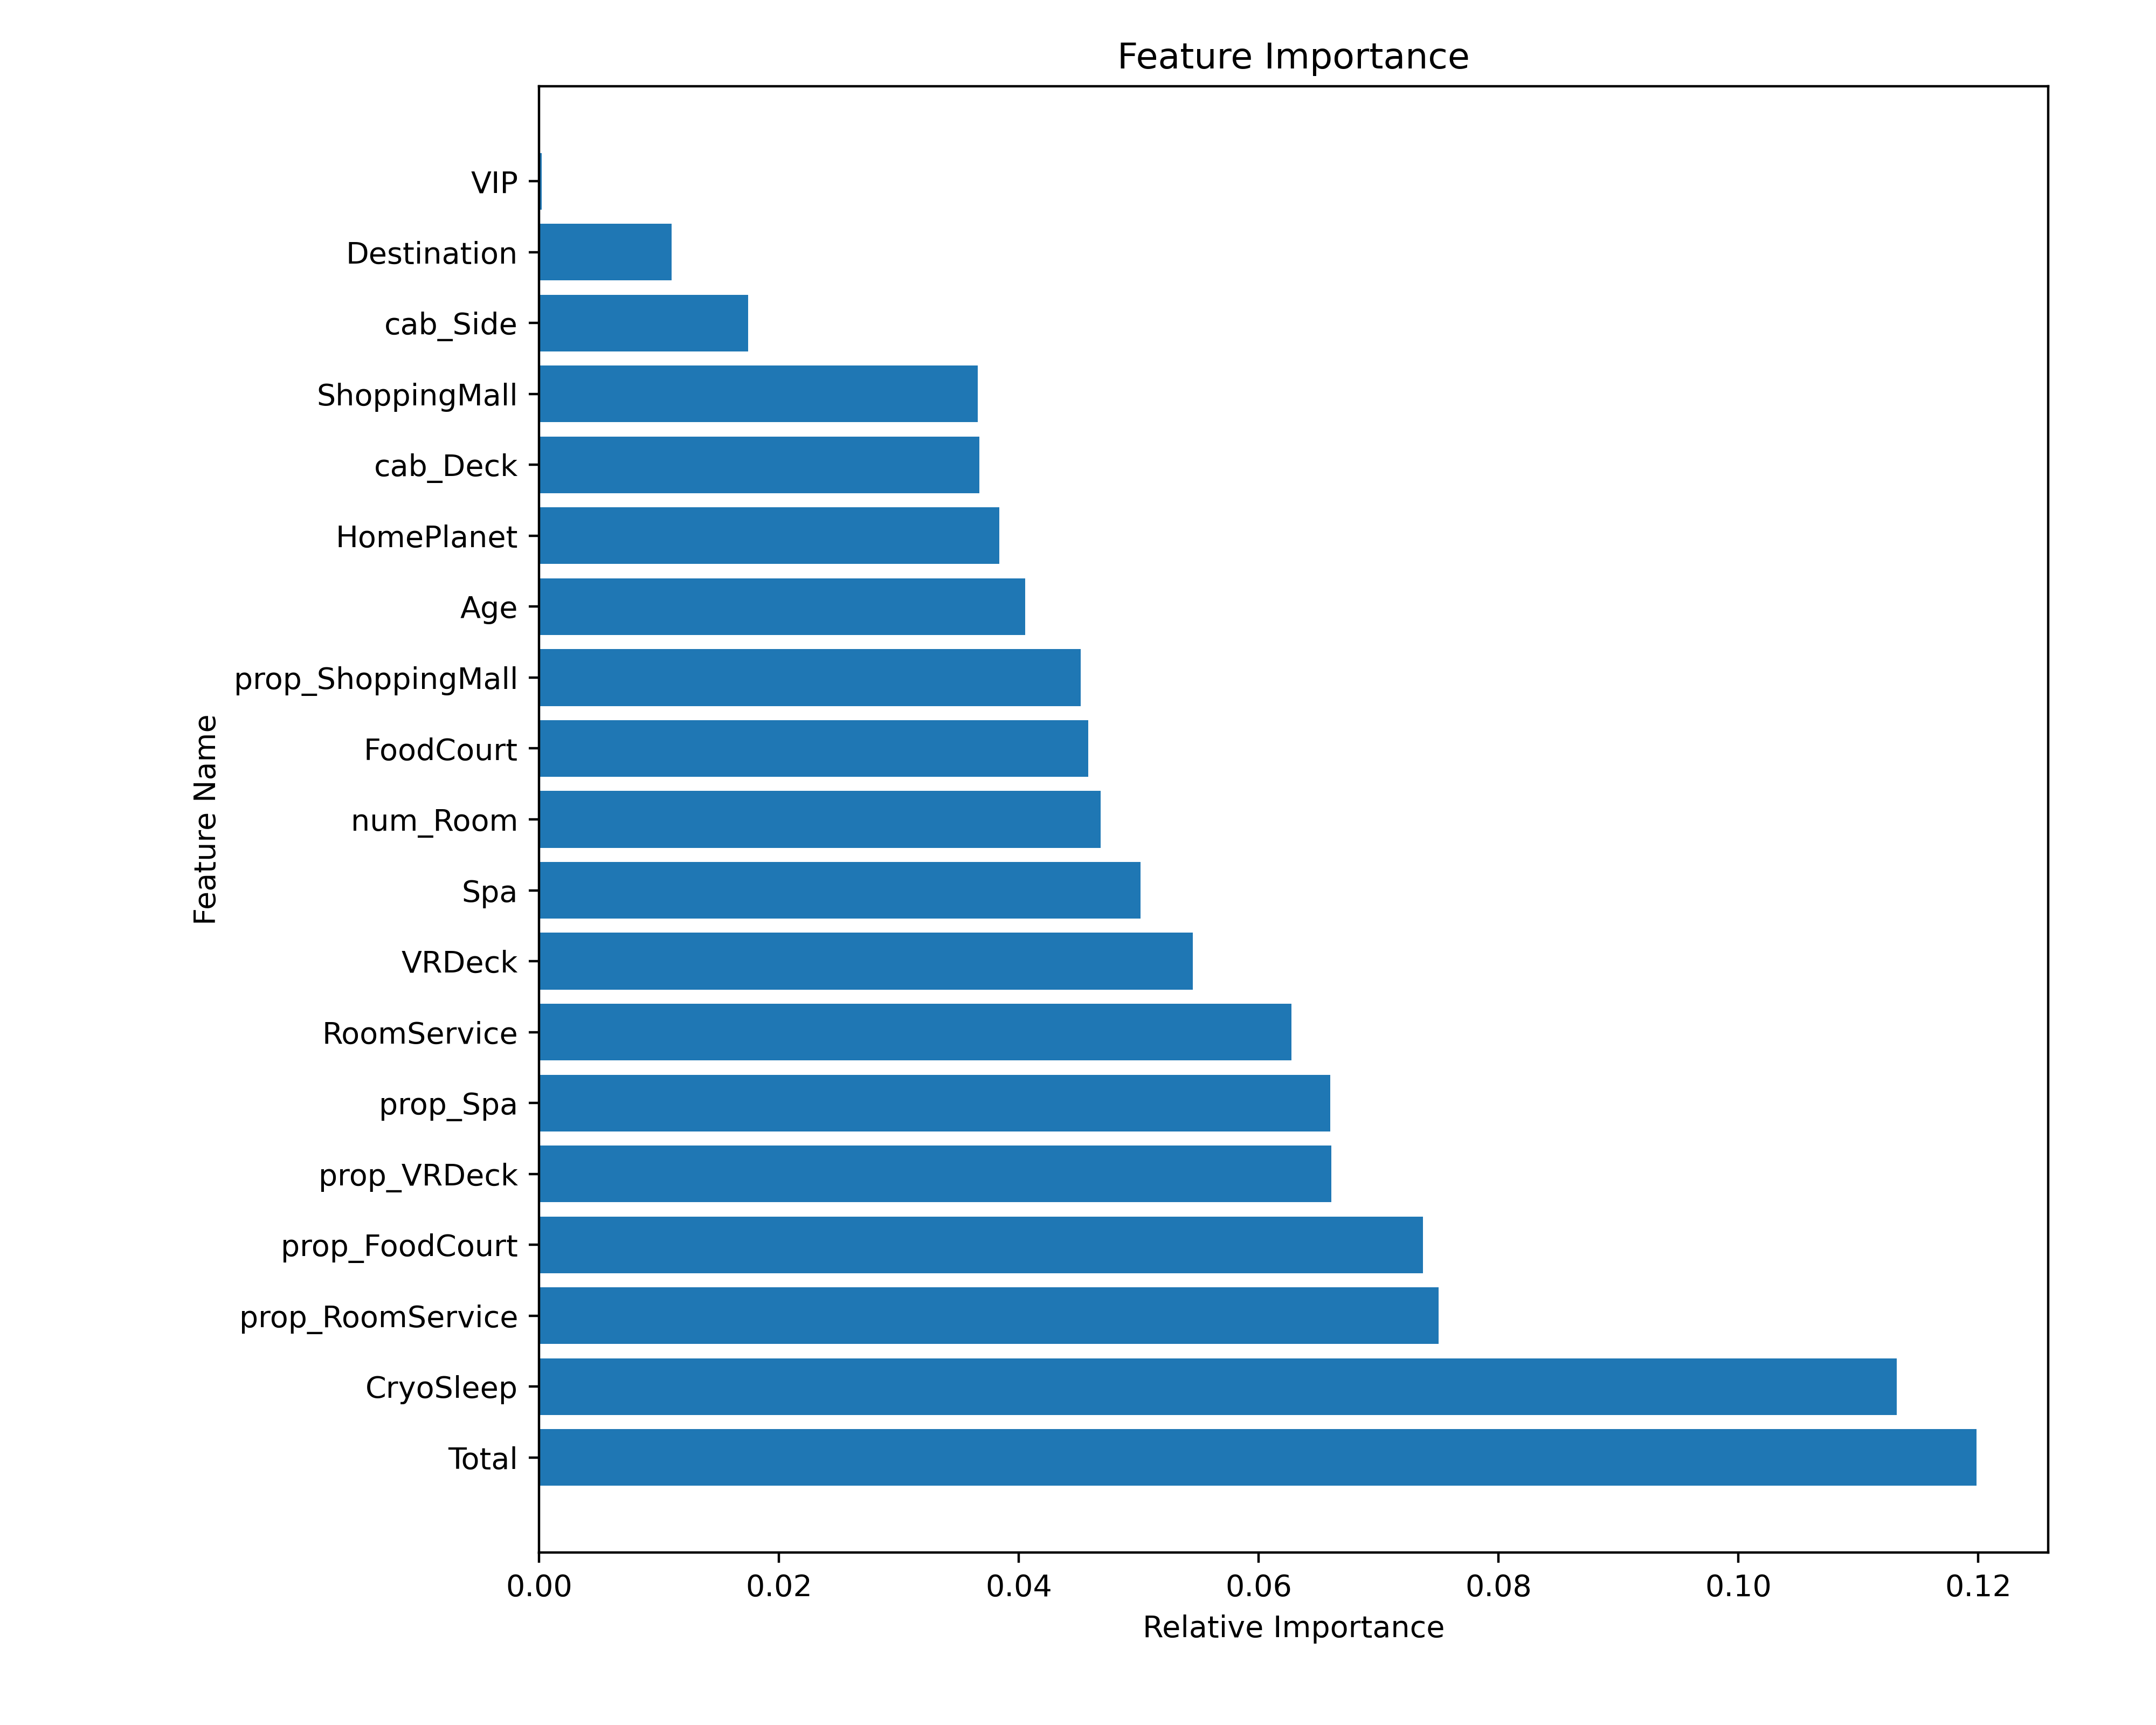 Feature Importance
Feature Name
VIP
Destination
cab_Side
ShoppingMall
cab_Deck
HomePlanet
Age
prop_ShoppingMall
FoodCourt
num_Room
Spa
VRDeck
RoomService
prop_Spa
prop_VRDeck
prop_FoodCourt
prop_RoomService
CryoSleep
Total
0.00 0.02 0.04 0.06 0.08 0.10 0.12
Relative Importance